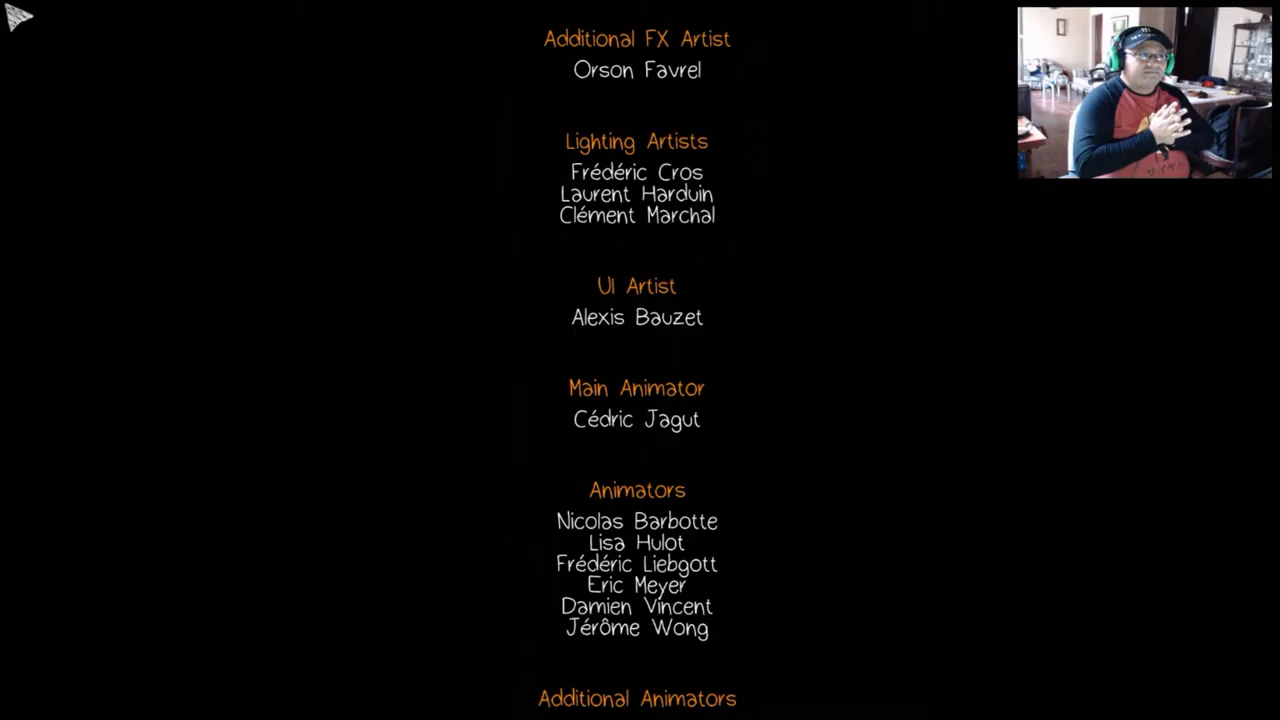 Additional FX Artist
Orson Favrel
Lighting Artists
Frédéric Cros
Laurent Harduin
Clément Marchal
UI Artist
Alexis Bauzet
Main Animator
Cédric Jagut
Animators
Nicolas Barbotte
Lisa Hulot
Frédéric Liebgott
Eric Meyer
Damien Vincent
Jérôme Wong
Additional Animators